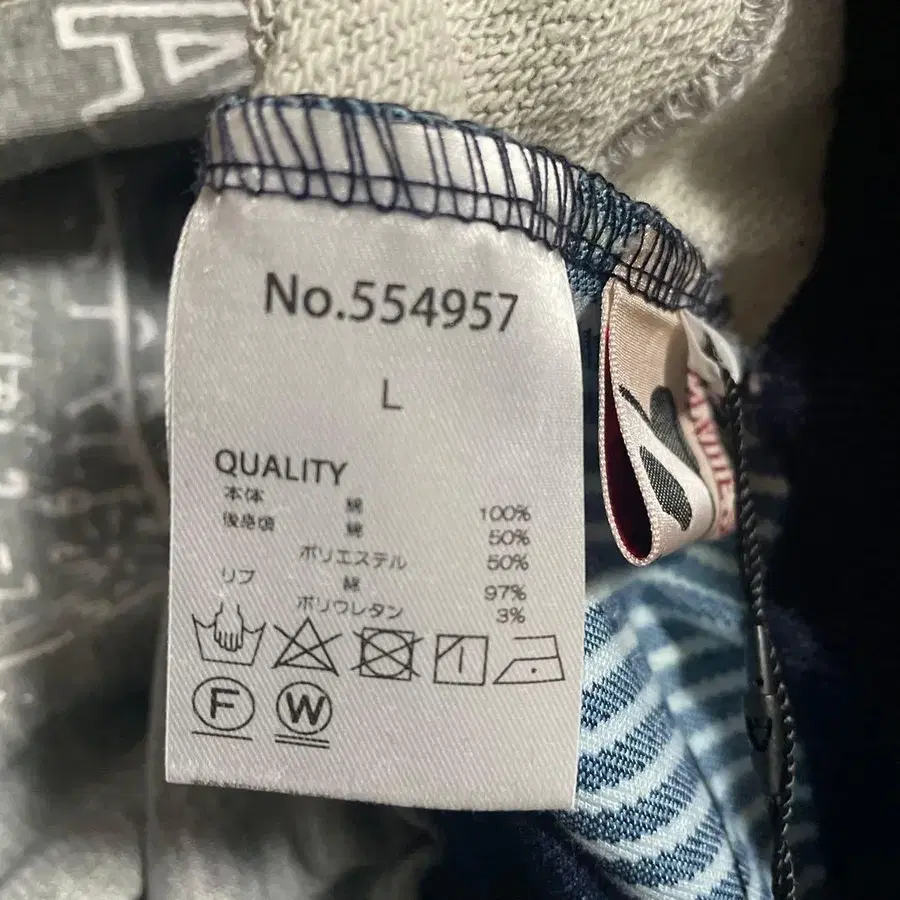 No.554957
L
QUALITY
本体 綿 100%
後身頃 綿 50%
ポリエステル 50%
リブ 綿 97%
ポリウレタン 3%
F W